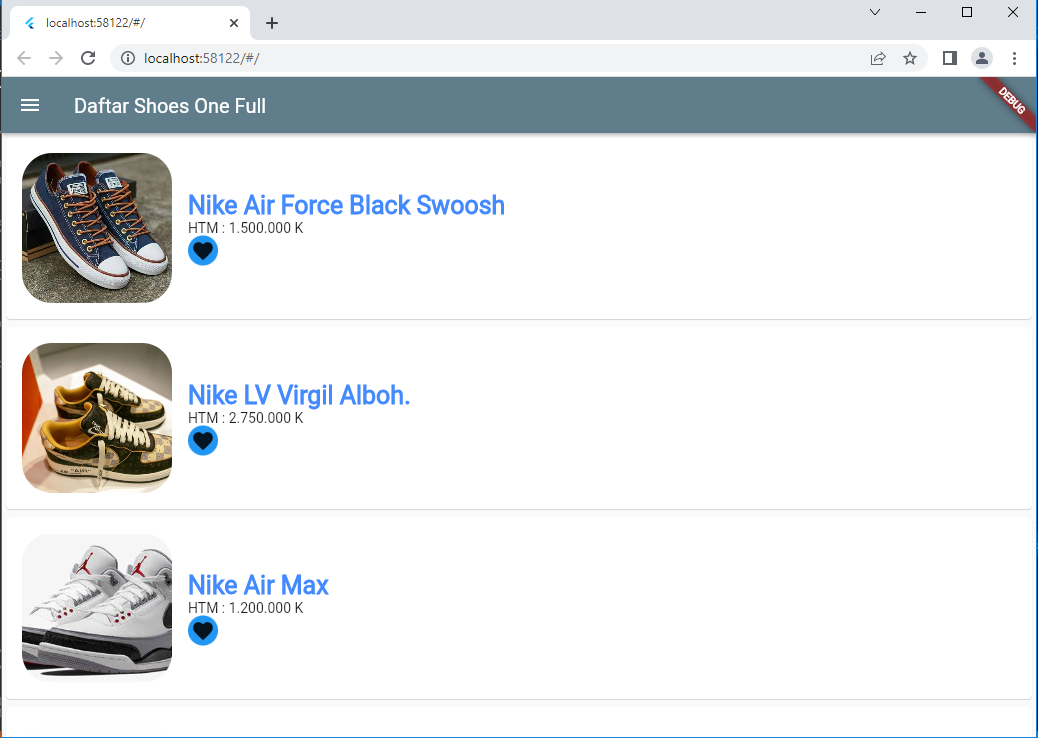 localhost:58122/#/
localhost:58122/#/
Daftar Shoes One Full
DEBUG
Nike Air Force Black Swoosh
HTM : 1.500.000 K
Nike LV Virgil Alboh.
HTM : 2.750.000 K
"AIR"
Nike Air Max
HTM : 1.200.000 K